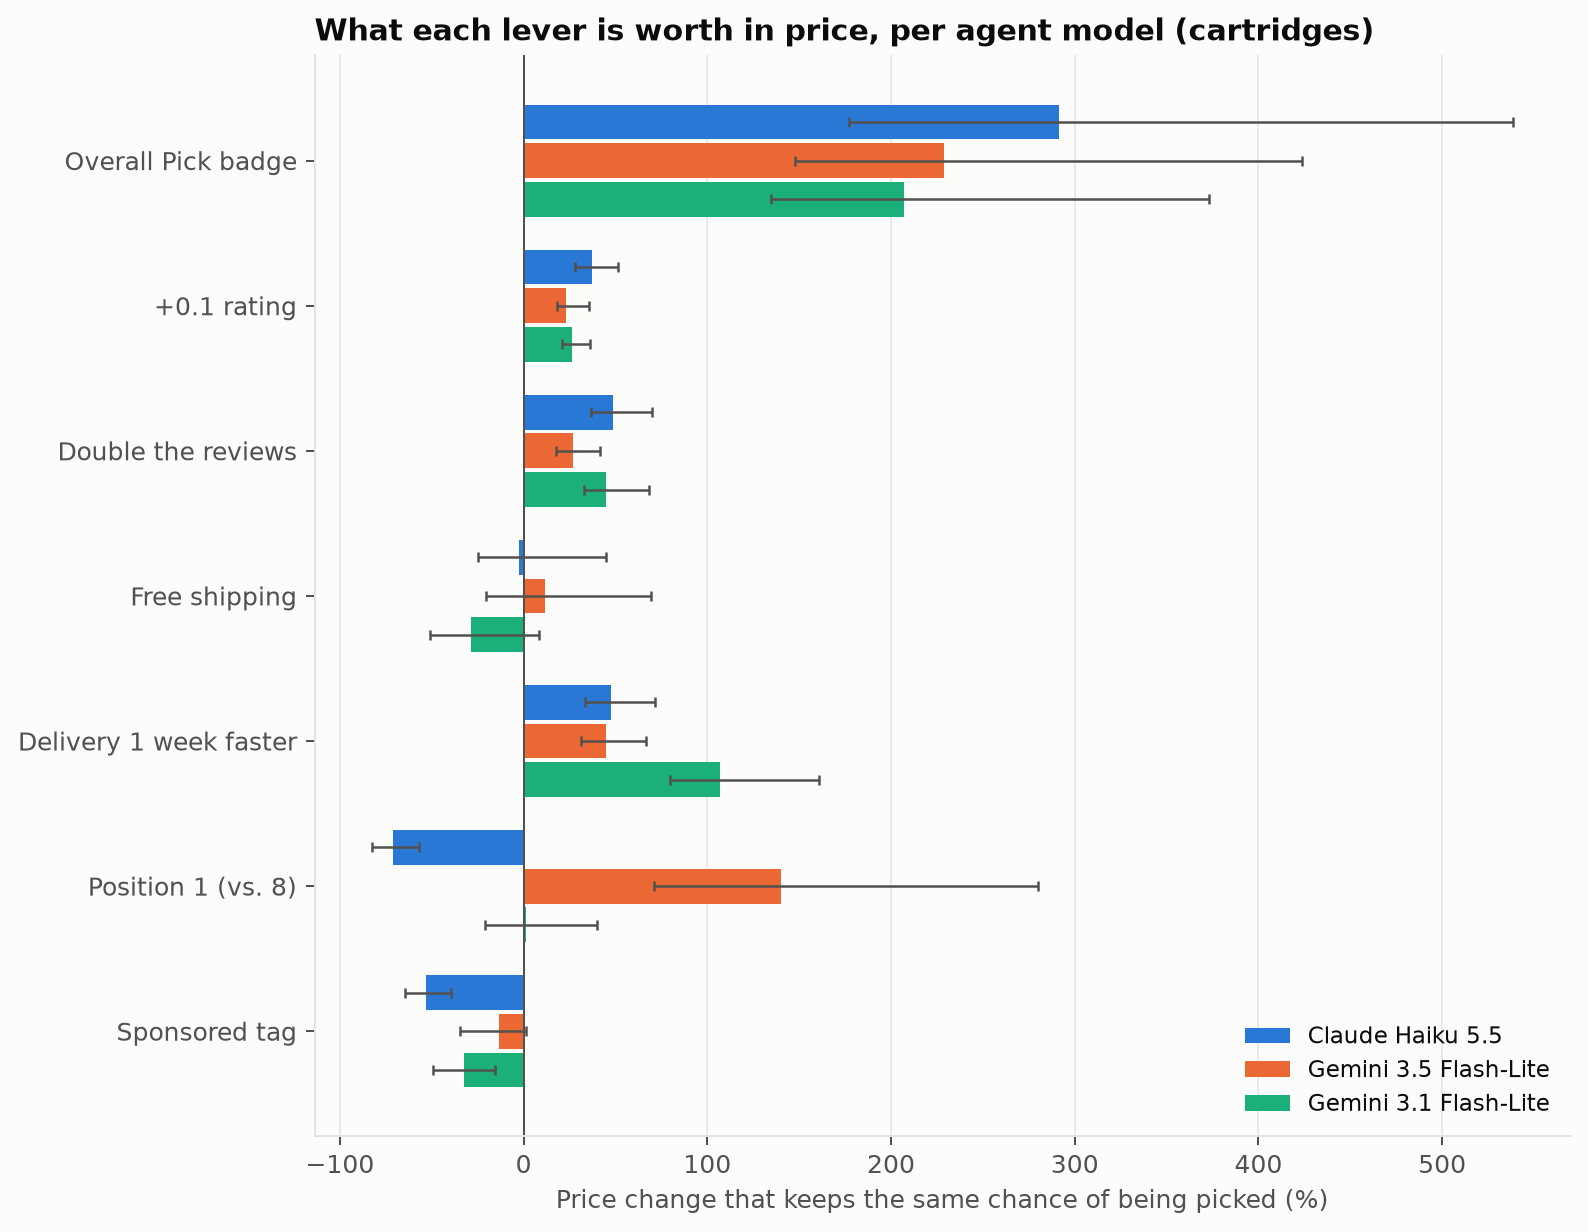 What each lever is worth in price, per agent model (cartridges)
Overall Pick badge
+0.1 rating
Double the reviews
Free shipping
Delivery 1 week faster
Position 1 (vs. 8)
Sponsored tag
Claude Haiku 5.5
Gemini 3.5 Flash-Lite
Gemini 3.1 Flash-Lite
−100 0 100 200 300 400 500
Price change that keeps the same chance of being picked (%)